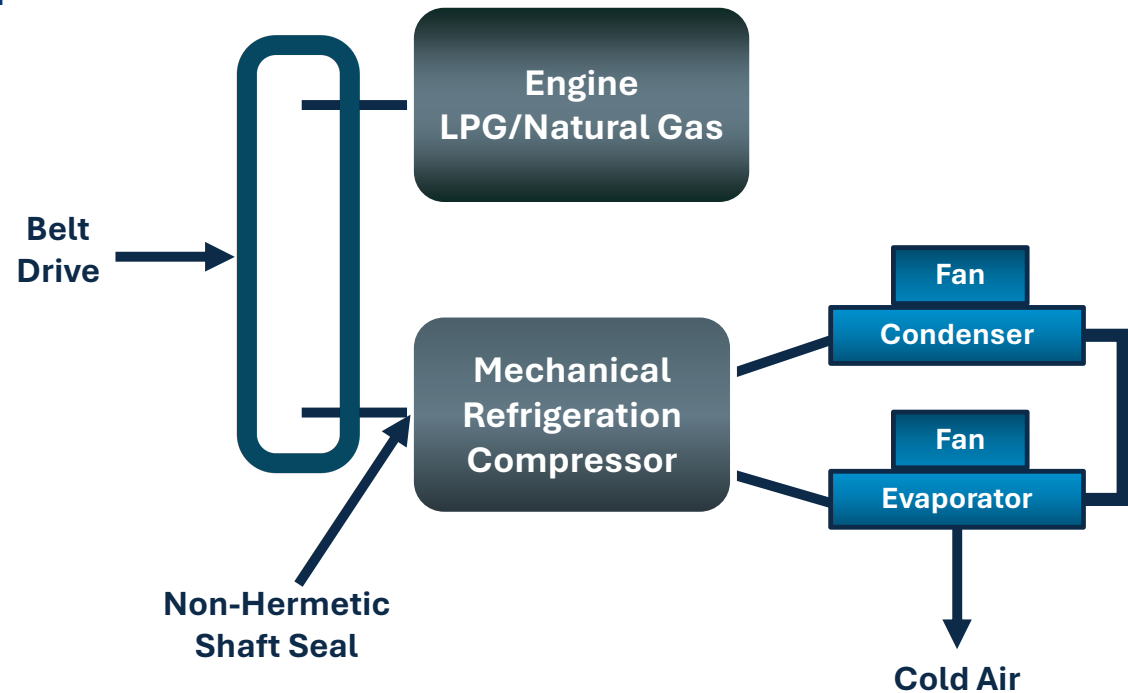 Engine
LPG/Natural Gas
Belt
Drive
Fan
Condenser
Mechanical
Refrigeration
Compressor
Fan
Evaporator
Non-Hermetic
Shaft Seal
Cold Air